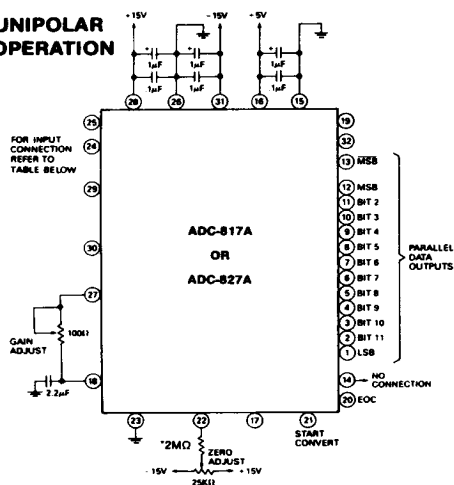 UNIPOLAR
OPERATION
+15V
-15V
+5V
+
1µF
+
1µF
+
1µF
1µF
1µF
1µF
28
26
31
16
15
25
24
29
30
27
18
FOR INPUT
CONNECTION
REFER TO
TABLE BELOW
GAIN
ADJUST
100Ω
2.2µF
ADC-817A
OR
ADC-827A
19
32
13 MSB
12 MSB
11 BIT 2
10 BIT 3
9 BIT 4
8 BIT 5
7 BIT 6
6 BIT 7
5 BIT 8
4 BIT 9
3 BIT 10
2 BIT 11
1 LSB
PARALLEL
DATA
OUTPUTS
14 NO
CONNECTION
20 EOC
23
22
17
21
START
CONVERT
*2MΩ
ZERO
ADJUST
-15V
+15V
25KΩ